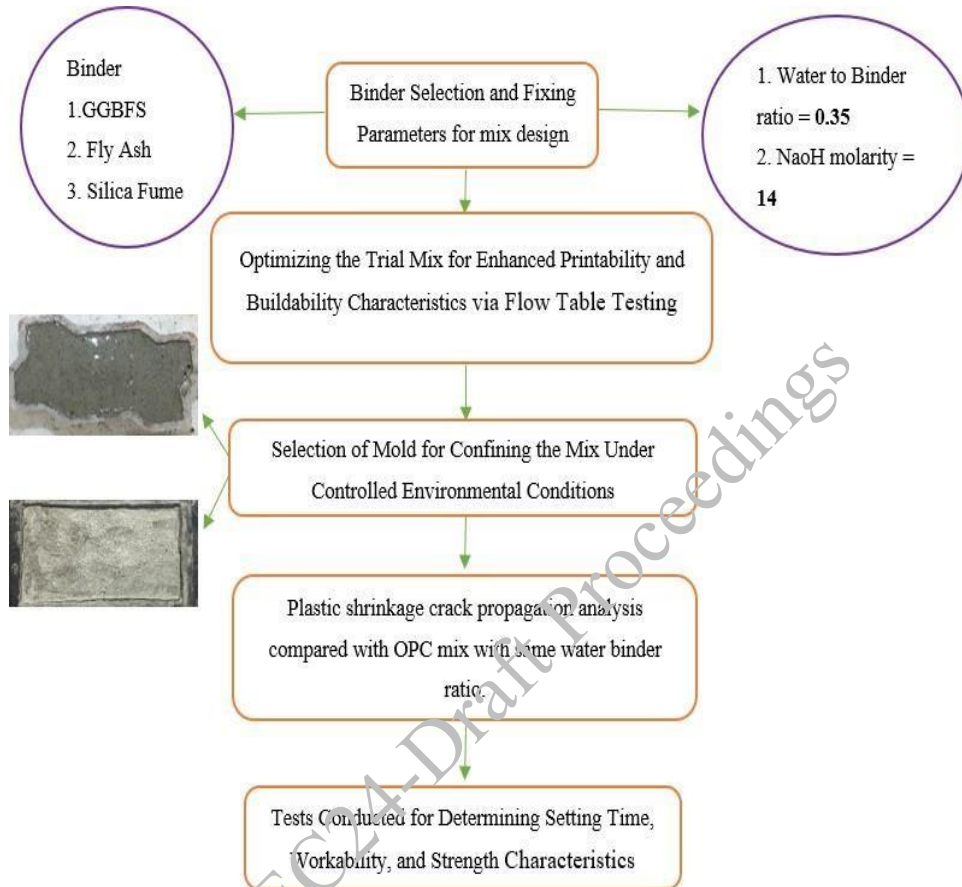 Binder
1.GGBFS
2. Fly Ash
3. Silica Fume
Binder Selection and Fixing
Parameters for mix design
1. Water to Binder
ratio = 0.35
2. NaoH molarity =
14
Optimizing the Trial Mix for Enhanced Printability and
Buildability Characteristics via Flow Table Testing
Selection of Mold for Confining the Mix Under
Controlled Environmental Conditions
Plastic shrinkage crack propagation analysis
compared with OPC mix with same water binder
ratio.
Tests Conducted for Determining Setting Time,
Workability, and Strength Characteristics
EC24-Draft Proceedings